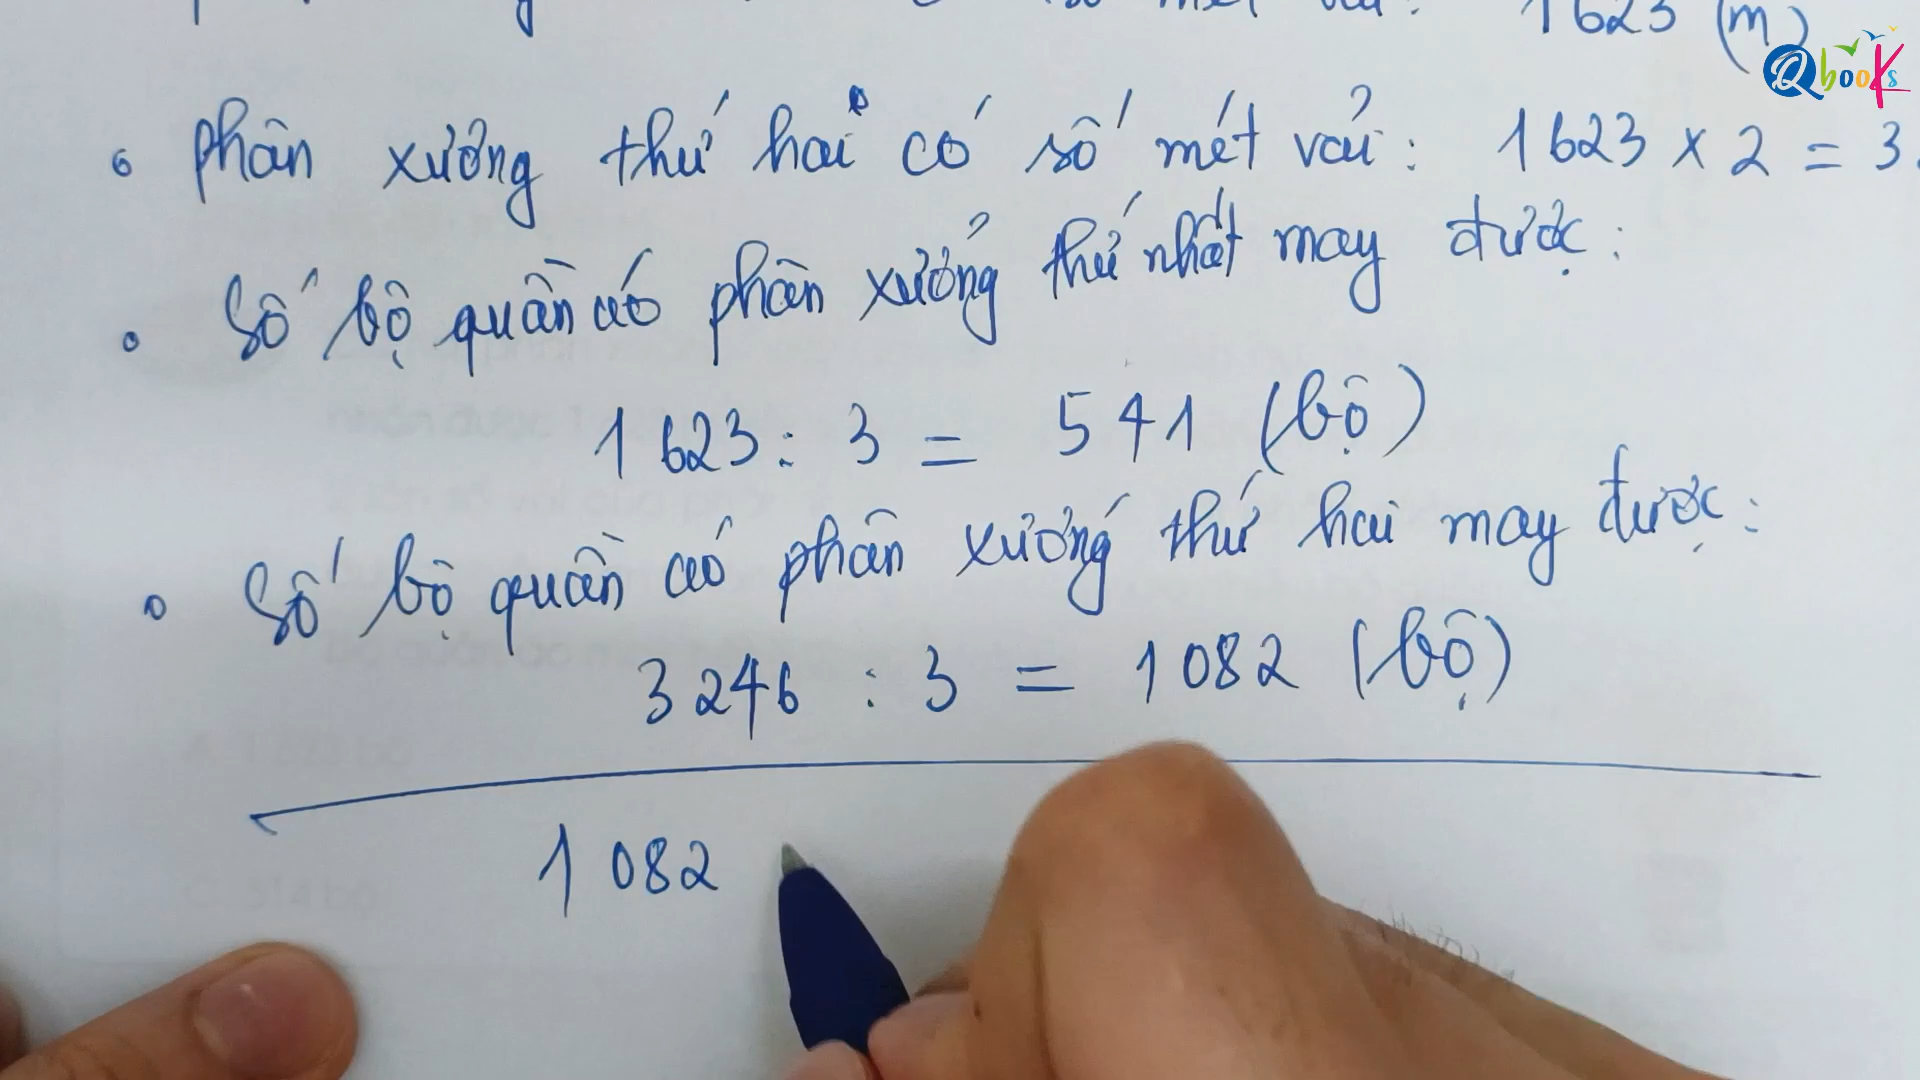 1623 (m)
Qbooks
phân xưởng thứ hai có số mét vải: 1623 x 2 = 3
Số bộ quần áo phân xưởng thứ nhất may được:
1623 : 3 = 541 (bộ)
Số bộ quần áo phân xưởng thứ hai may được:
3246 : 3 = 1082 (bộ)
1082